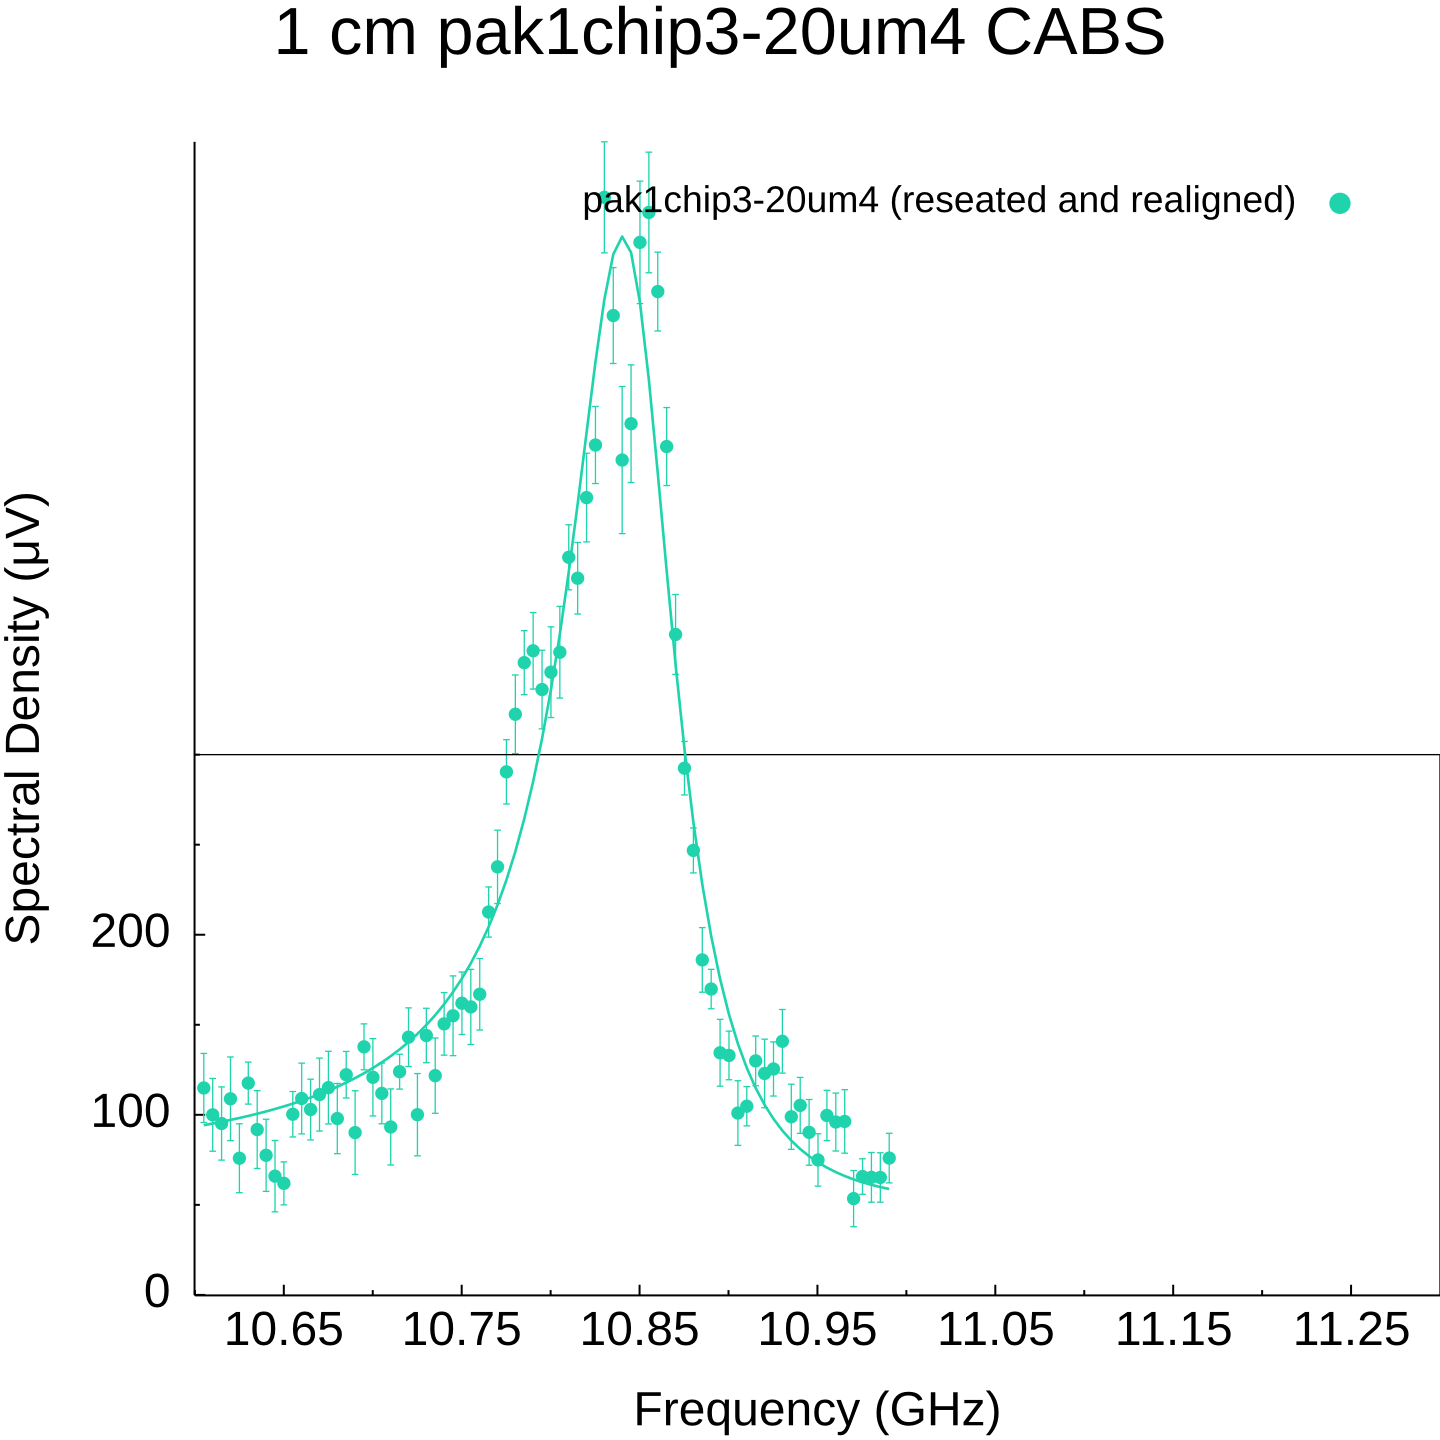 1 cm pak1chip3-20um4 CABS
pak1chip3-20um4 (reseated and realigned)
Spectral Density (μV)
200
100
0
10.65 10.75 10.85 10.95 11.05 11.15 11.25
Frequency (GHz)